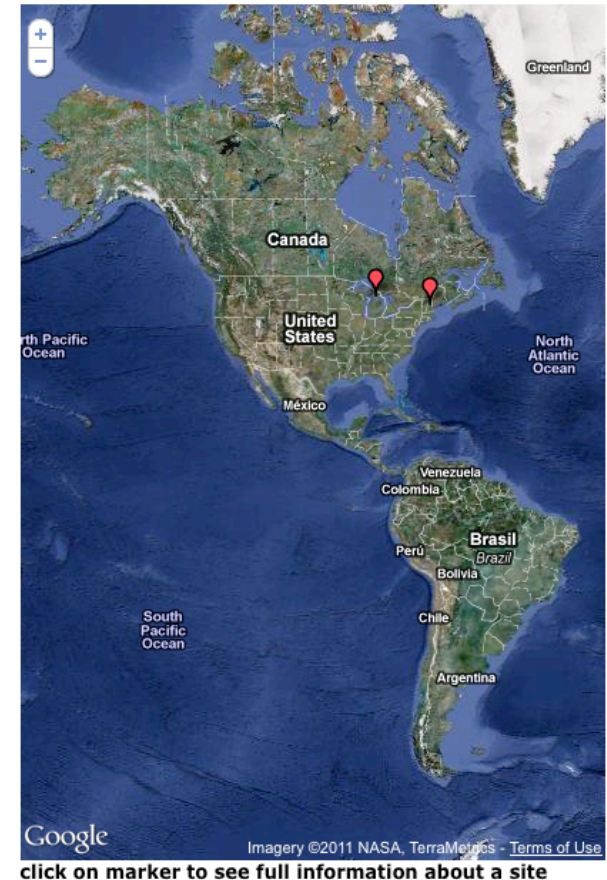 +
−
Greenland
Canada
United
States
rth Pacific
Ocean
North
Atlantic
Ocean
México
Venezuela
Colombia
Brasil
Brazil
Perú
Bolivia
South
Pacific
Ocean
Chile
Argentina
Google
Imagery ©2011 NASA, TerraMetrics - Terms of Use
click on marker to see full information about a site